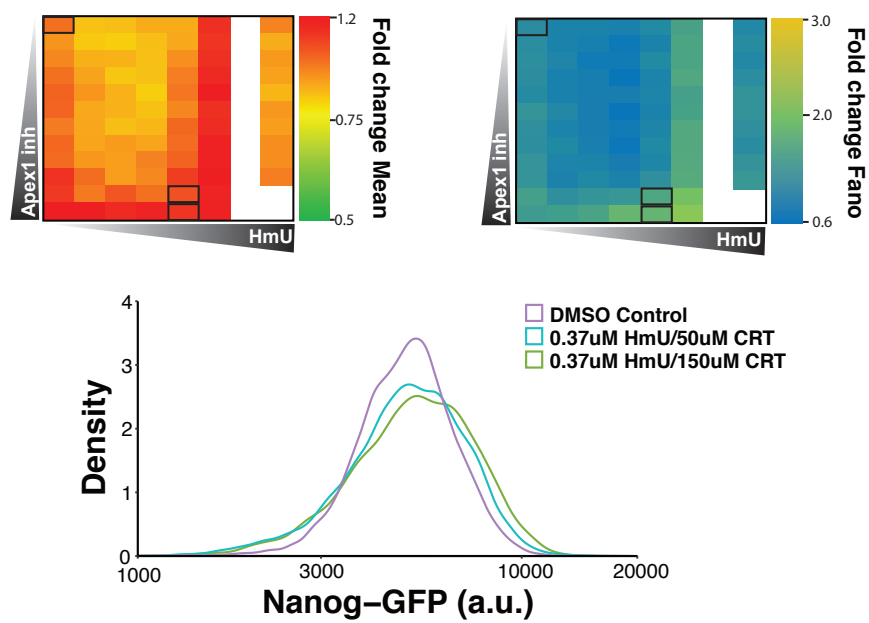 Apex1 inh
HmU
1.2
0.75
0.5
Fold change Mean
Apex1 inh
HmU
3.0
2.0
0.6
Fold change Fano
4
3
2
1
0
Density
DMSO Control
0.37uM HmU/50uM CRT
0.37uM HmU/150uM CRT
1000
3000
10000
20000
Nanog–GFP (a.u.)